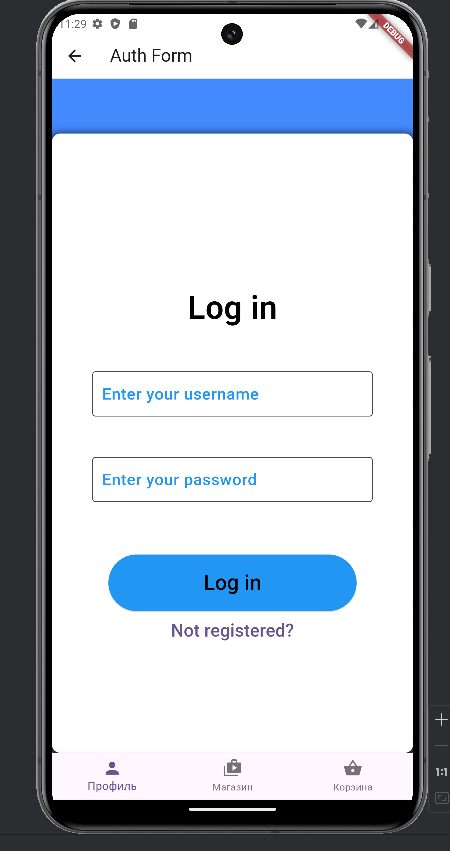 11:29
DEBUG
Auth Form
Log in
Enter your username
Enter your password
Log in
Not registered?
Профиль
Магазин
Корзина
1:1